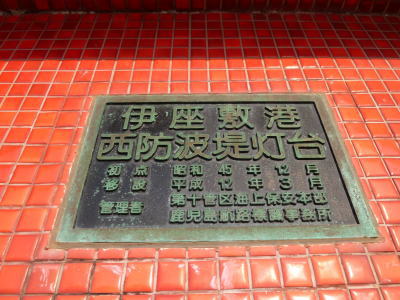 伊座敷港
西防波堤灯台
初点 昭和 45年 12月
移設 平成 12年 3月
管理者 第十管区海上保安本部
鹿児島航路標識事務所